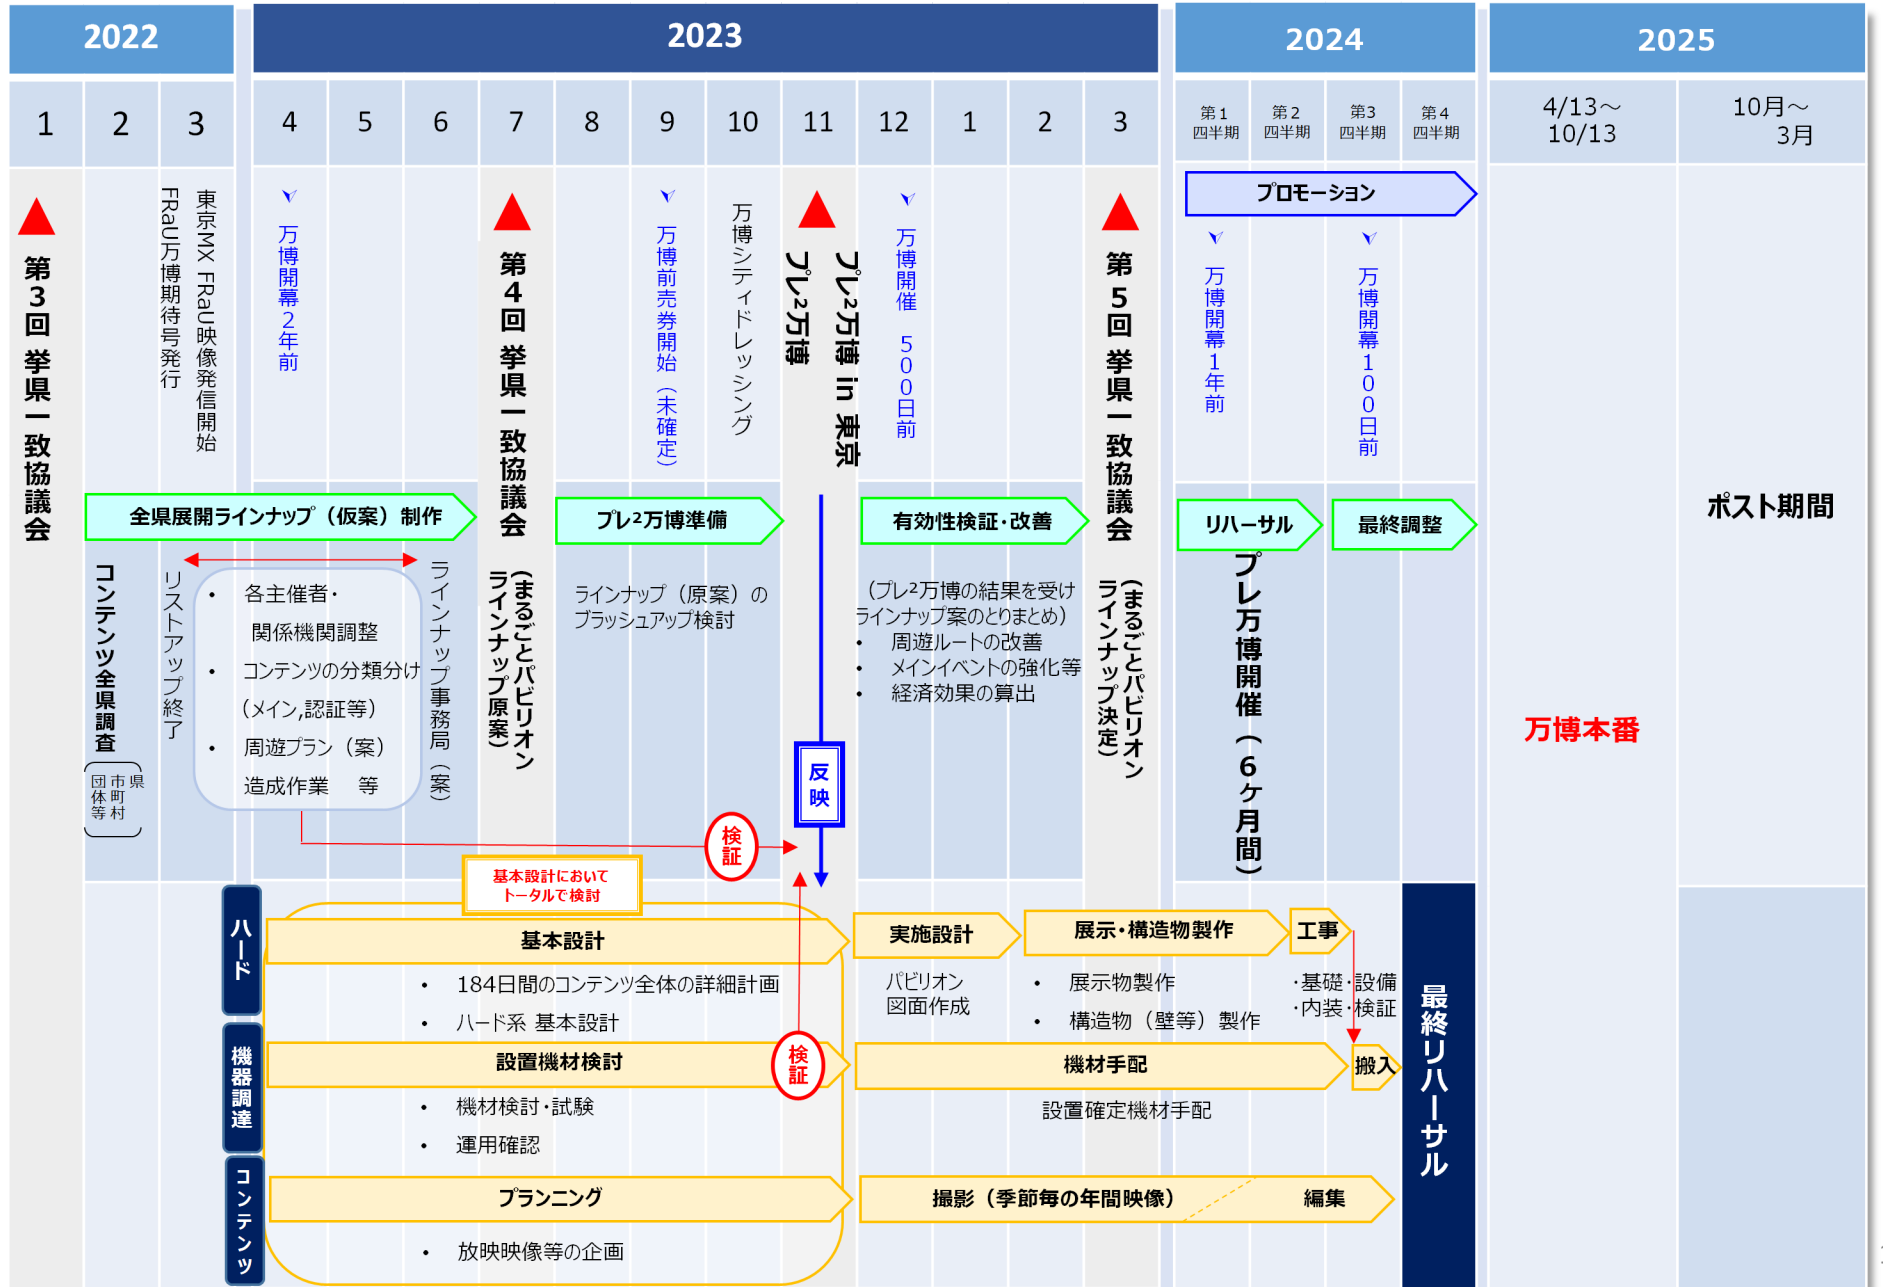 2022
2023
2024
2025
1
2
3
4
5
6
7
8
9
10
11
12
1
2
3
第1
四半期
第2
四半期
第3
四半期
第4
四半期
4/13～
10/13
10月～
3月
プロモーション
第3回 挙県一致協議会
FRaU万博期待号発行
東京MX FRaU映像発信開始
万博開幕2年前
第4回 挙県一致協議会
(まるごとパビリオン
ラインナップ原案)
万博前売券開始（未確定）
万博シティドレッシング
プレ²万博
プレ²万博 in 東京
万博開催 500日前
第5回 挙県一致協議会
(まるごとパビリオン
ラインナップ決定)
万博開幕1年前
万博開幕100日前
全県展開ラインナップ（仮案）制作
プレ²万博準備
有効性検証・改善
リハーサル
最終調整
ポスト期間
コンテンツ全県調査
県
市町村
団体等
リストアップ終了
• 各主催者・
関係機関調整
• コンテンツの分類分け
（メイン,認証等）
• 周遊プラン（案）
造成作業 等
ラインナップ事務局（案）
ラインナップ（原案）の
ブラッシュアップ検討
（プレ²万博の結果を受け
ラインナップ案のとりまとめ）
• 周遊ルートの改善
• メインイベントの強化等
• 経済効果の算出
プレ万博開催（6ケ月間）
万博本番
反映
検証
基本設計において
トータルで検討
ハード
基本設計
実施設計
展示・構造物製作
工事
• 184日間のコンテンツ全体の詳細計画
• ハード系 基本設計
パビリオン
図面作成
• 展示物製作
• 構造物（壁等）製作
・基礎・設備
・内装・検証
最終リハーサル
機器調達
設置機材検討
検証
機材手配
搬入
• 機材検討・試験
• 運用確認
設置確定機材手配
コンテンツ
プランニング
撮影（季節毎の年間映像）
編集
• 放映映像等の企画